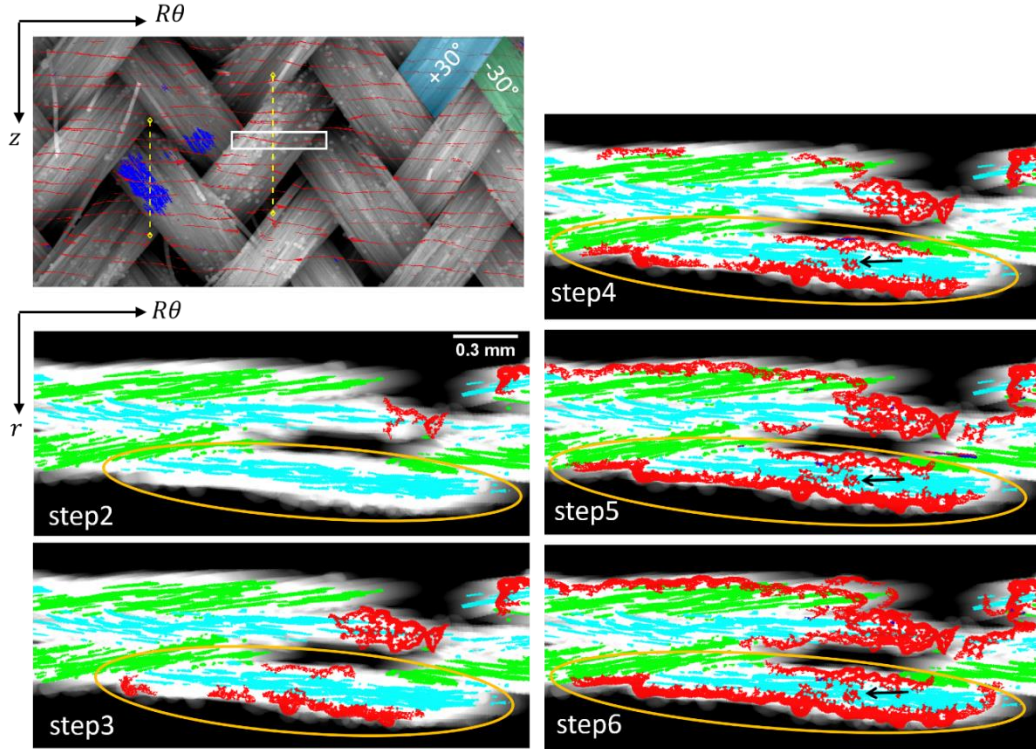 Rθ
z
+30°
-30°
Rθ
r
0.3 mm
step2
step3
step4
step5
step6